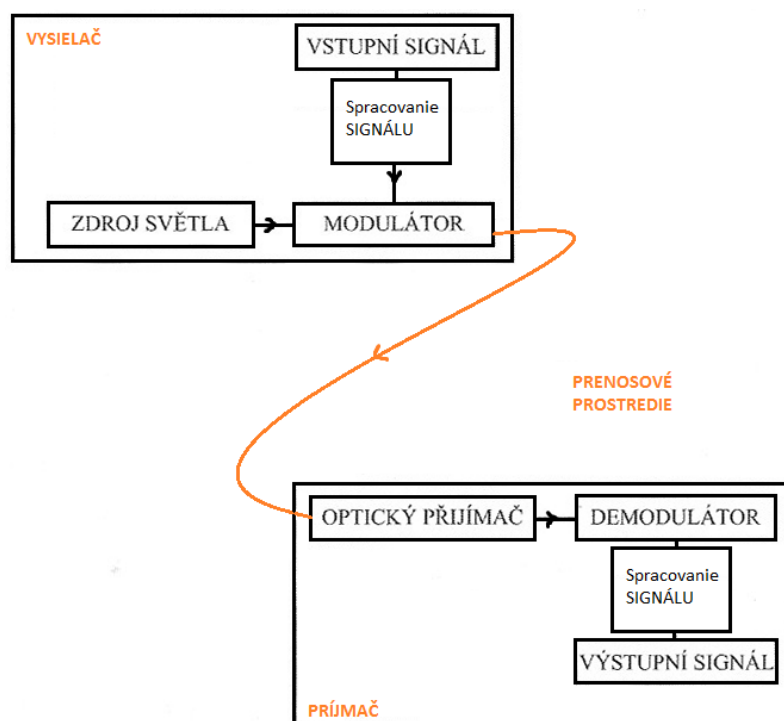 VYSIELAČ
VSTUPNÍ SIGNÁL
Spracovanie
SIGNÁLU
ZDROJ SVĚTLA
MODULÁTOR
PRENOSOVÉ
PROSTREDIE
OPTICKÝ PŘIJÍMAČ
DEMODULÁTOR
Spracovanie
SIGNÁLU
VÝSTUPNÍ SIGNÁL
PRÍJMAČ